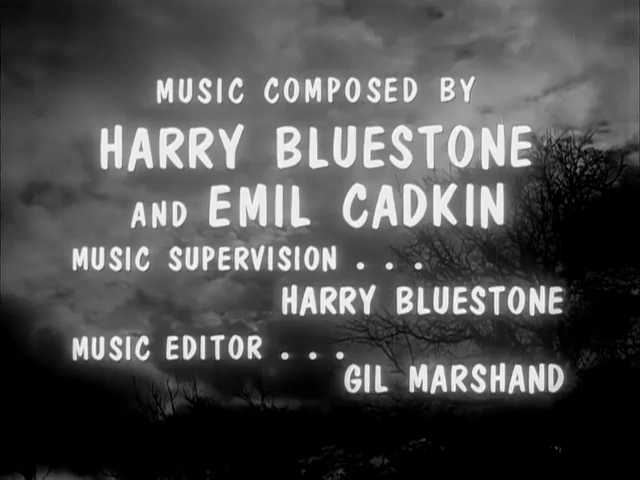 MUSIC COMPOSED BY
HARRY BLUESTONE
AND EMIL CADKIN
MUSIC SUPERVISION . . .
HARRY BLUESTONE
MUSIC EDITOR . . .
GIL MARSHAND